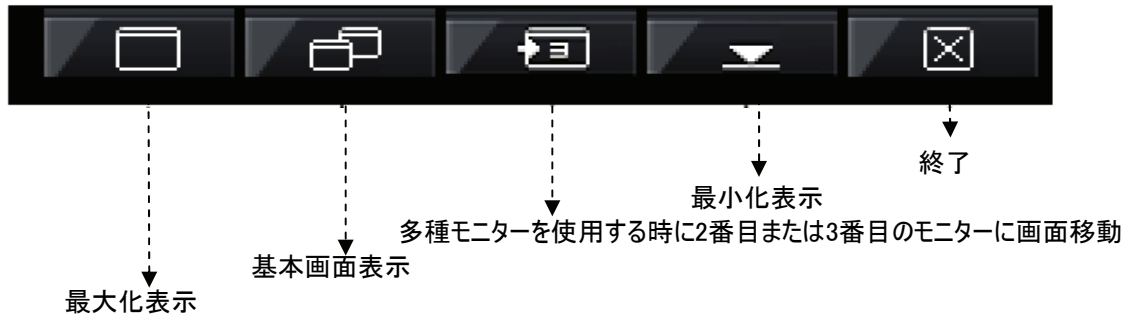 3
終了
最小化表示
多種モニターを使用する時に2番目または3番目のモニターに画面移動
基本画面表示
最大化表示